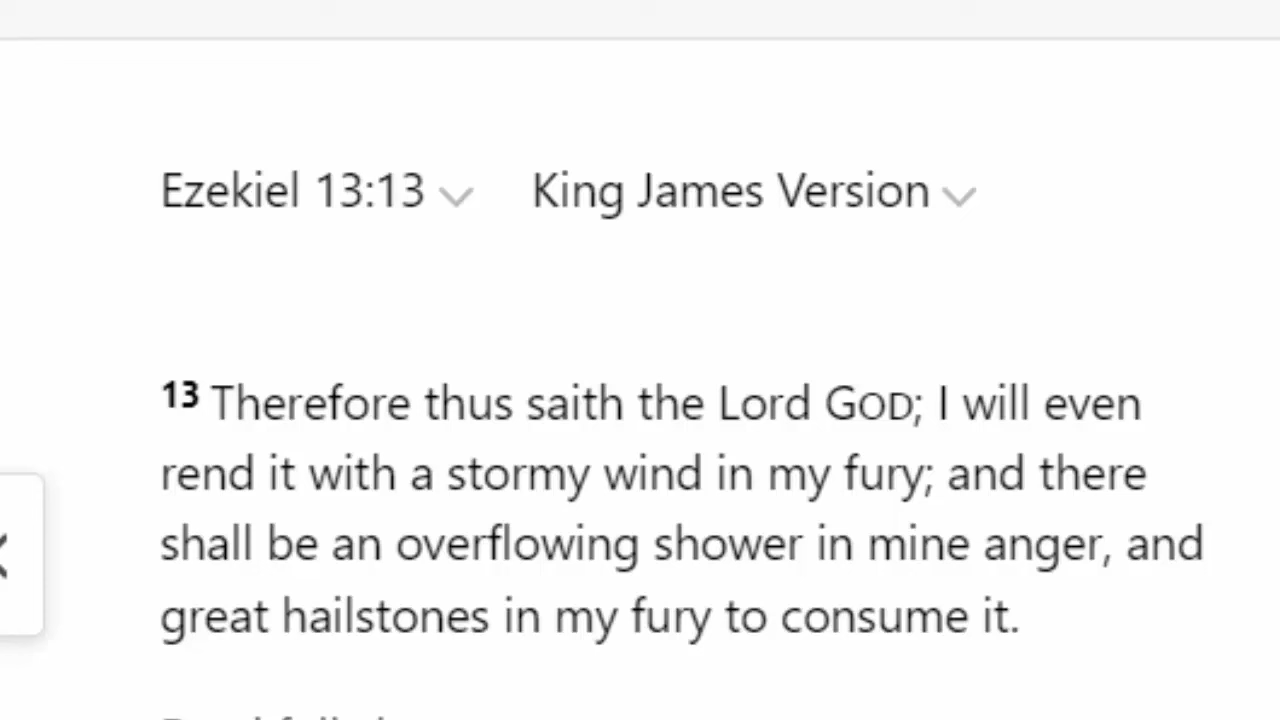 Ezekiel 13:13 King James Version
13 Therefore thus saith the Lord GOD; I will even
rend it with a stormy wind in my fury; and there
shall be an overflowing shower in mine anger, and
great hailstones in my fury to consume it.